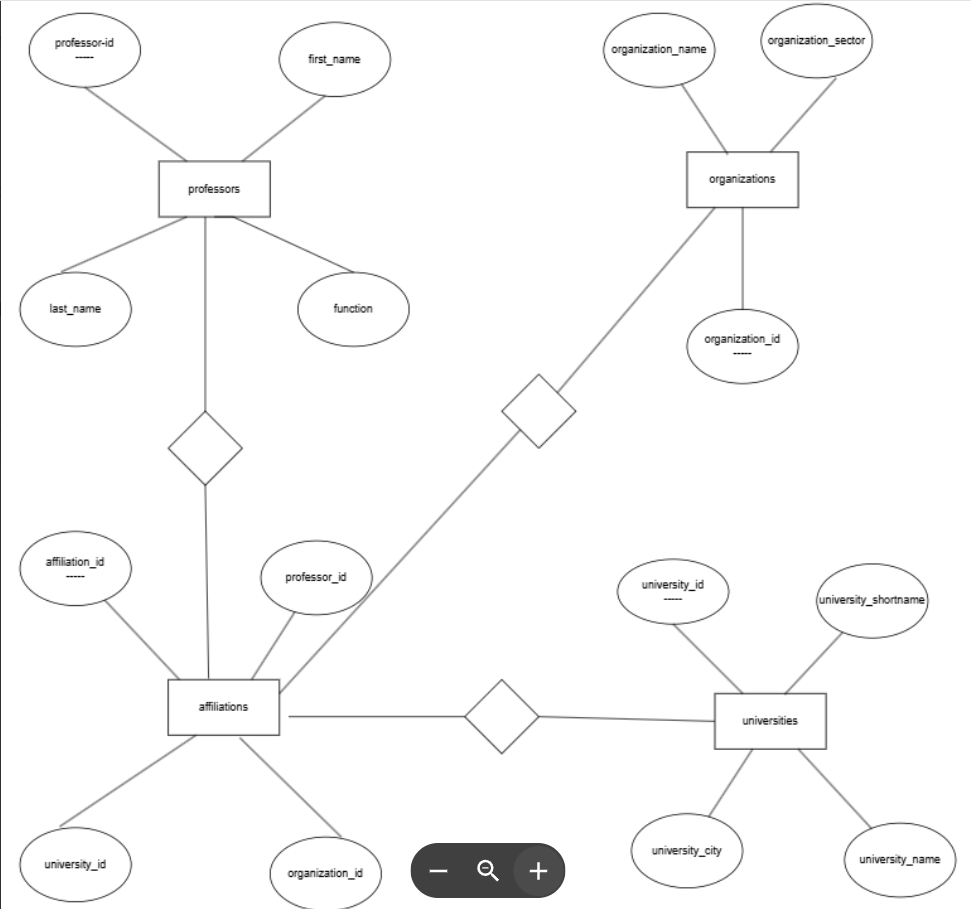 professor-id
-----
first_name
organization_name
organization_sector
professors
organizations
last_name
function
organization_id
-----
affiliation_id
-----
professor_id
university_id
-----
university_shortname
affiliations
universities
university_id
organization_id
university_city
university_name